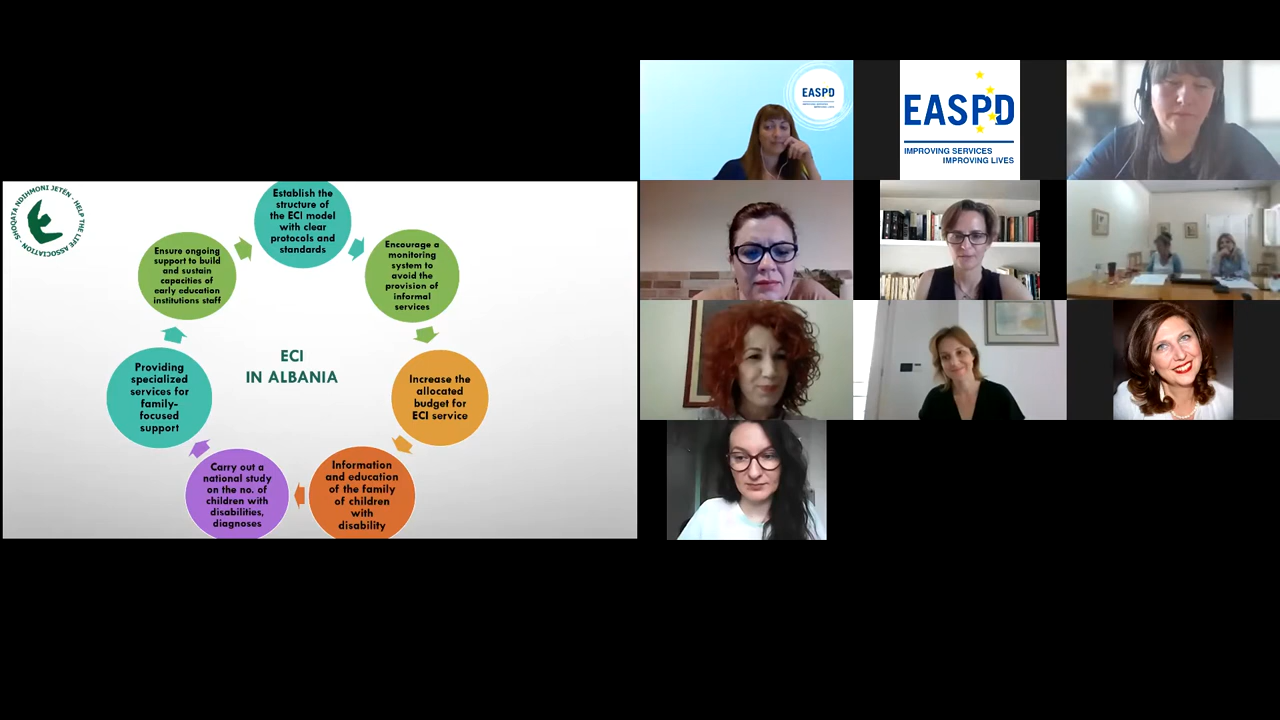 SHOQATA NDIHMONI JETËN - HELP THE LIFE ASSOCIATION -
Establish the
structure of
the ECI model
with clear
protocols and
standards
Encourage a
monitoring
system to
avoid the
provision of
informal
services
Increase the
allocated
budget for
ECI service
Information
and education
of the family
of children
with
disability
Carry out a
national study
on the no. of
children with
disabilities,
diagnoses
Providing
specialized
services for
family-
focused
support
Ensure ongoing
support to build
and sustain
capacities of
early education
institutions staff
ECI
IN ALBANIA
EASPD
EASPD
IMPROVING SERVICES
IMPROVING LIVES